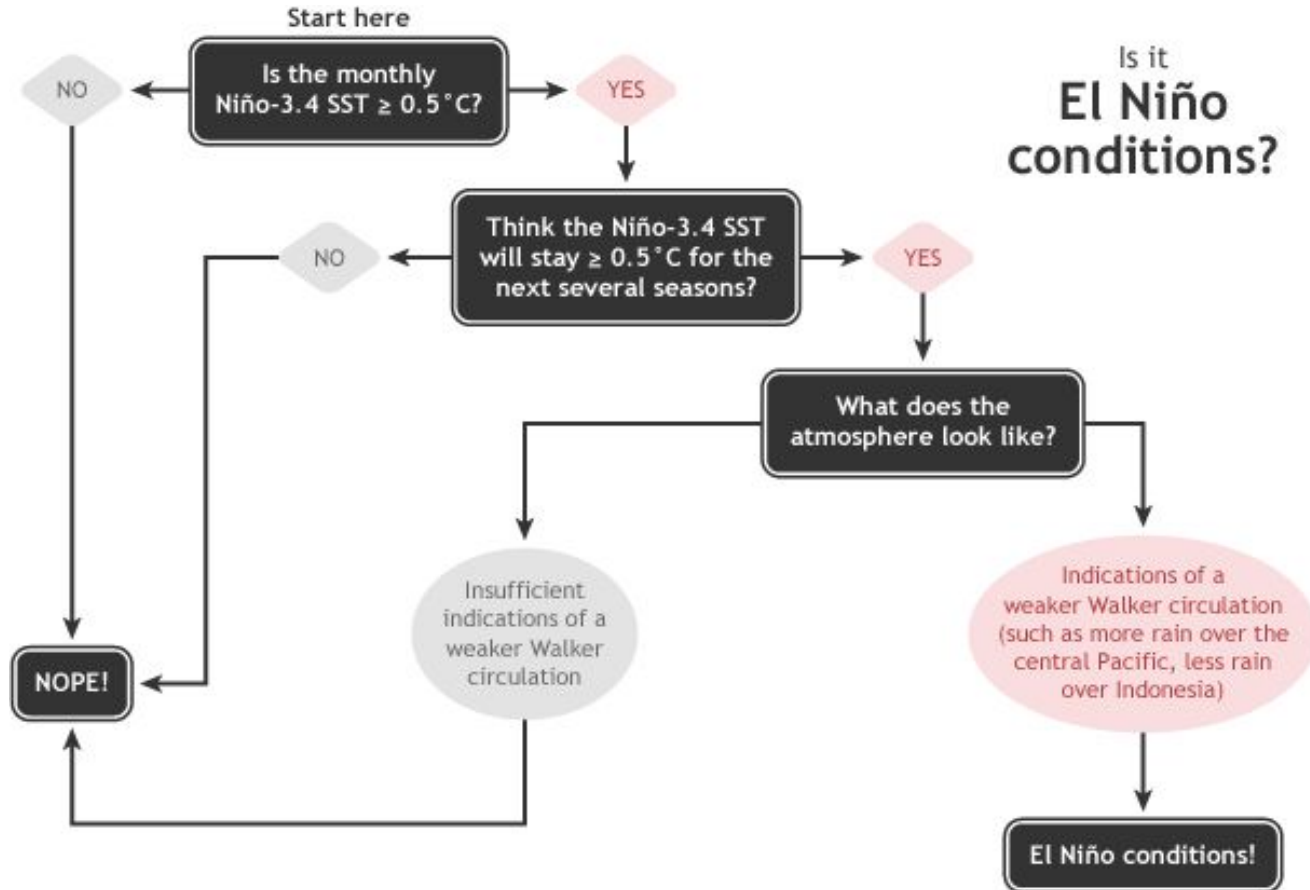 Start here
Is the monthly
Niño-3.4 SST ≥ 0.5°C?
NO
YES
Is it
El Niño
conditions?
Think the Niño-3.4 SST
will stay ≥ 0.5°C for the
next several seasons?
NO
YES
What does the
atmosphere look like?
Insufficient
indications of a
weaker Walker
circulation
Indications of a
weaker Walker circulation
(such as more rain over the
central Pacific, less rain
over Indonesia)
NOPE!
El Niño conditions!